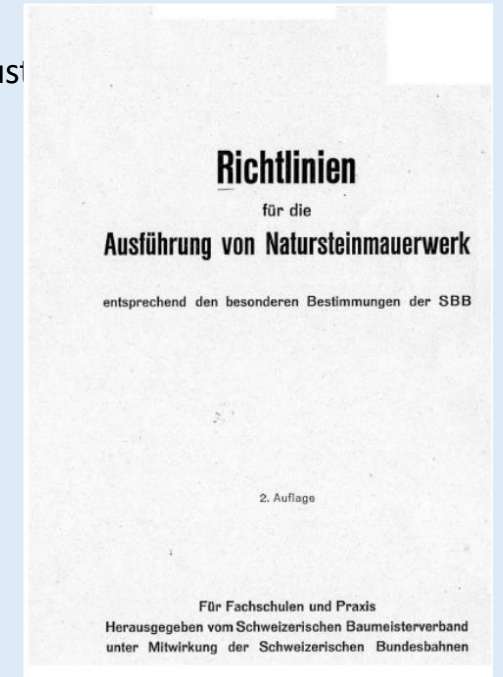 Richtlinien
für die
Ausführung von Natursteinmauerwerk
entsprechend den besonderen Bestimmungen der SBB
2. Auflage
Für Fachschulen und Praxis
Herausgegeben vom Schweizerischen Baumeisterverband
unter Mitwirkung der Schweizerischen Bundesbahnen